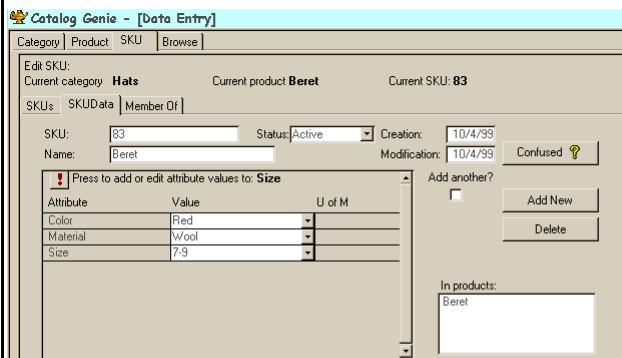 Catalog Genie - [Data Entry]
Category Product SKU Browse
Edit SKU:
Current category Hats Current product Beret Current SKU: 83
SKUs SKUData Member Of
SKU: 83 Status: Active Creation: 10/4/99
Name: Beret Modification: 10/4/99 Confused ?
! Press to add or edit attribute values to: Size Add another?
Attribute Value U of M Add New
Color Red
Material Wool Delete
Size 7-9
In products:
Beret